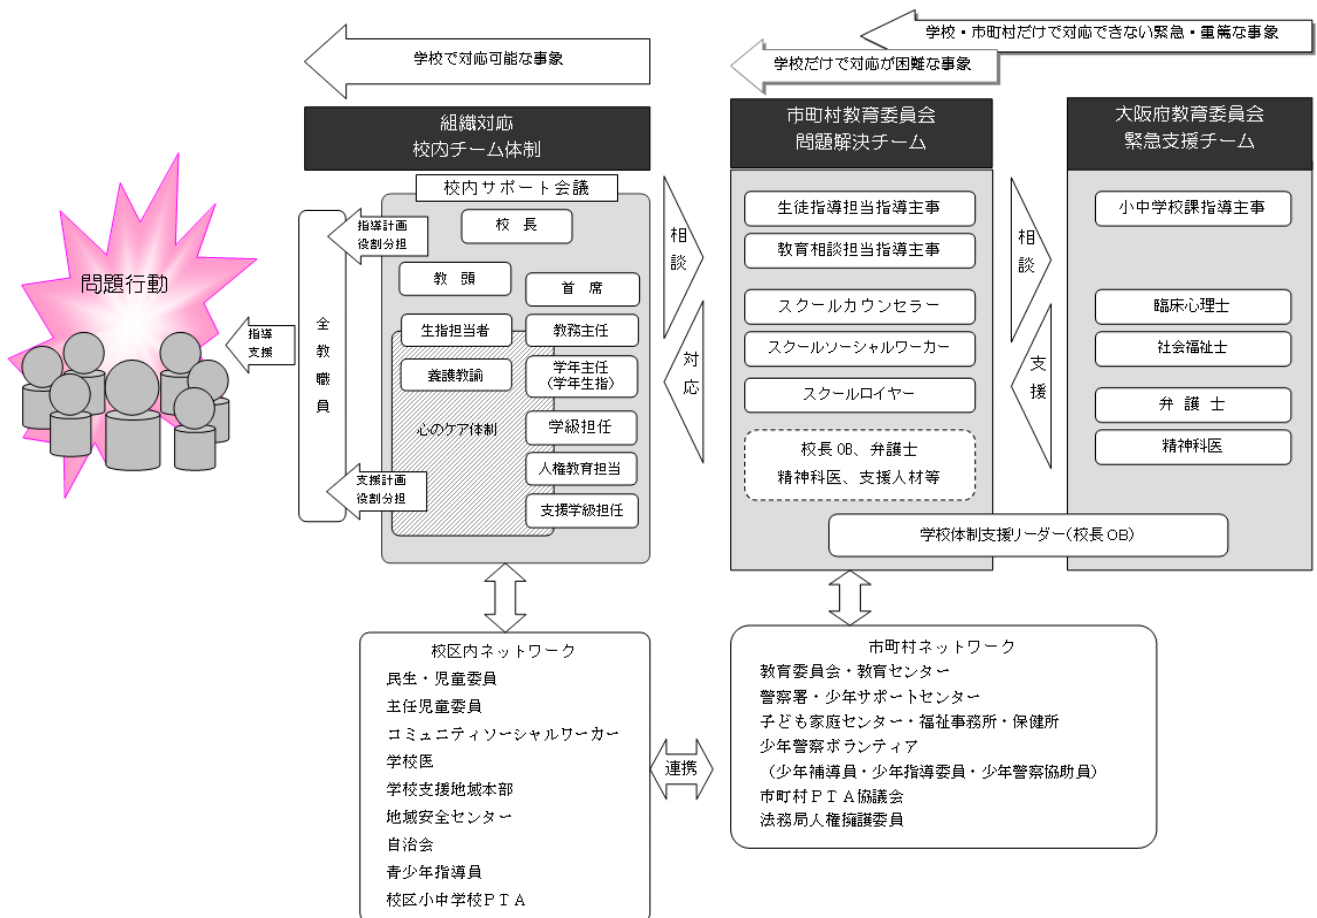 学校・市町村だけで対応できない緊急・重篤な事象
学校で対応可能な事象
学校だけで対応が困難な事象
組織対応
校内チーム体制
市町村教育委員会
問題解決チーム
大阪府教育委員会
緊急支援チーム
問題行動
指導
支援
全教職員
指導計画
役割分担
支援計画
役割分担
校内サポート会議
校 長
教 頭
首 席
生指担当者
教務主任
養護教諭
学年主任
(学年生指)
心のケア体制
学級担任
人権教育担当
支援学級担任
相談
対応
生徒指導担当指導主事
教育相談担当指導主事
スクールカウンセラー
スクールソーシャルワーカー
スクールロイヤー
校長OB、弁護士
精神科医、支援人材等
相談
支援
小中学校課指導主事
臨床心理士
社会福祉士
弁 護 士
精神科医
学校体制支援リーダー(校長OB)
校区内ネットワーク
民生・児童委員
主任児童委員
コミュニティソーシャルワーカー
学校医
学校支援地域本部
地域安全センター
自治会
青少年指導員
校区小中学校PTA
連携
市町村ネットワーク
教育委員会・教育センター
警察署・少年サポートセンター
子ども家庭センター・福祉事務所・保健所
少年警察ボランティア
(少年補導員・少年指導委員・少年警察協助員)
市町村PTA協議会
法務局人権擁護委員